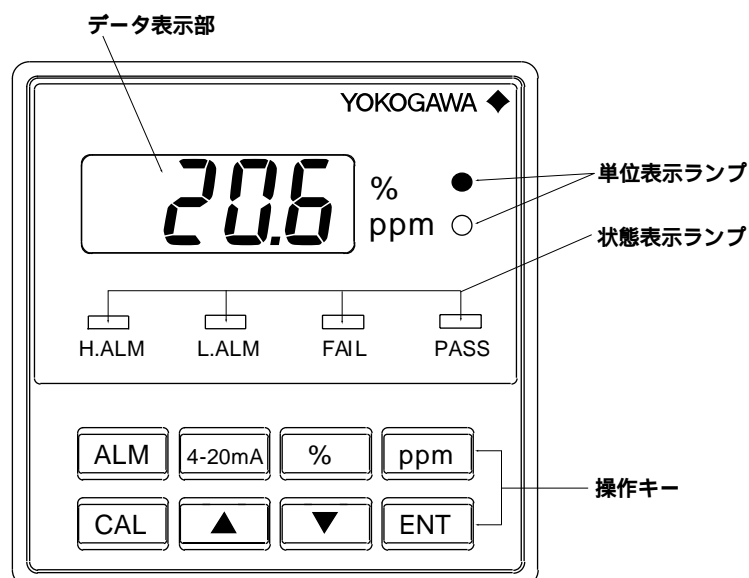 データ表示部
YOKOGAWA
20.6
%
ppm
単位表示ランプ
状態表示ランプ
H.ALM L.ALM FAIL PASS
ALM 4-20mA % ppm
操作キー
CAL ▲ ▼ ENT